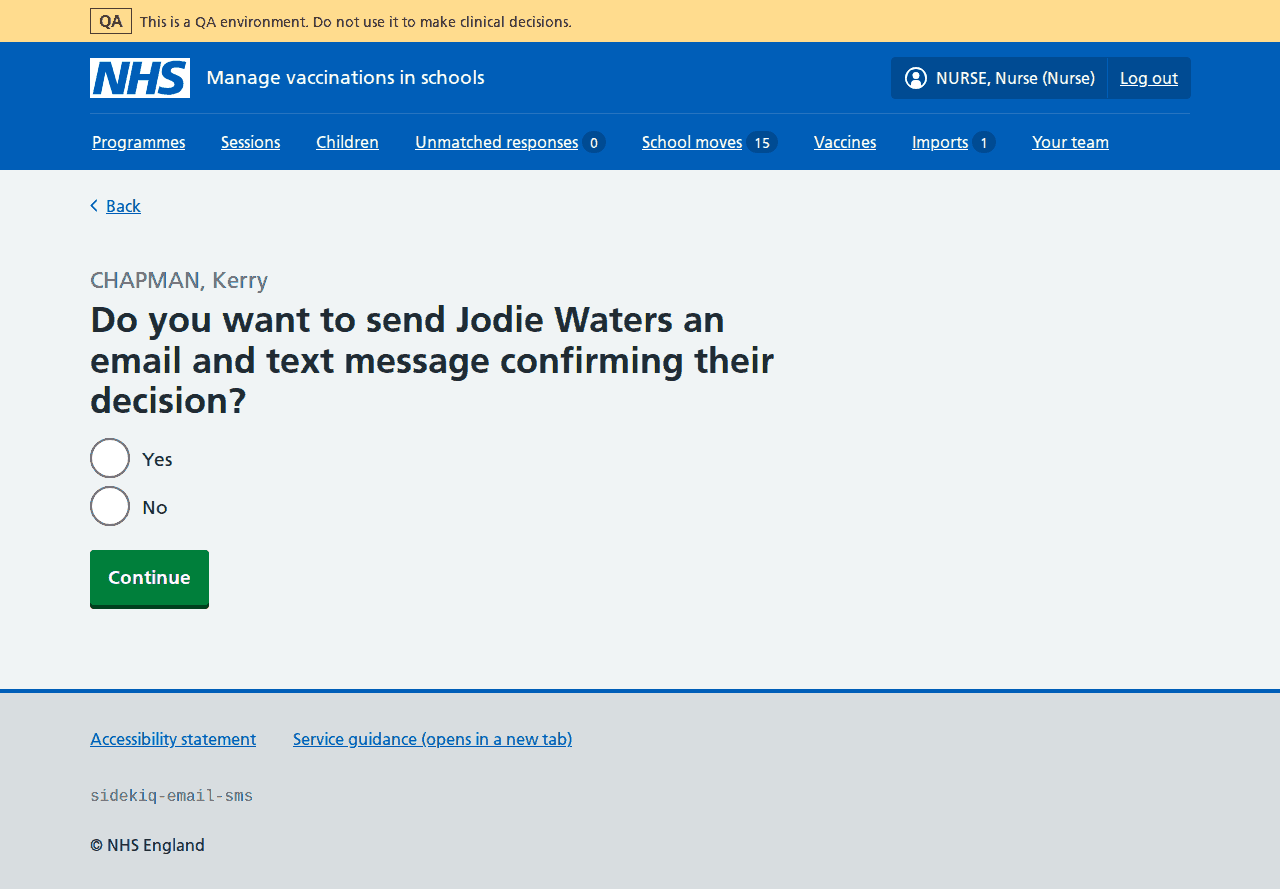 QA This is a QA environment. Do not use it to make clinical decisions.
NHS Manage vaccinations in schools NURSE, Nurse (Nurse) Log out
Programmes Sessions Children Unmatched responses 0 School moves 15 Vaccines Imports 1 Your team
Back
CHAPMAN, Kerry
Do you want to send Jodie Waters an
email and text message confirming their
decision?
Yes
No
Continue
Accessibility statement Service guidance (opens in a new tab)
sidekiq-email-sms
© NHS England